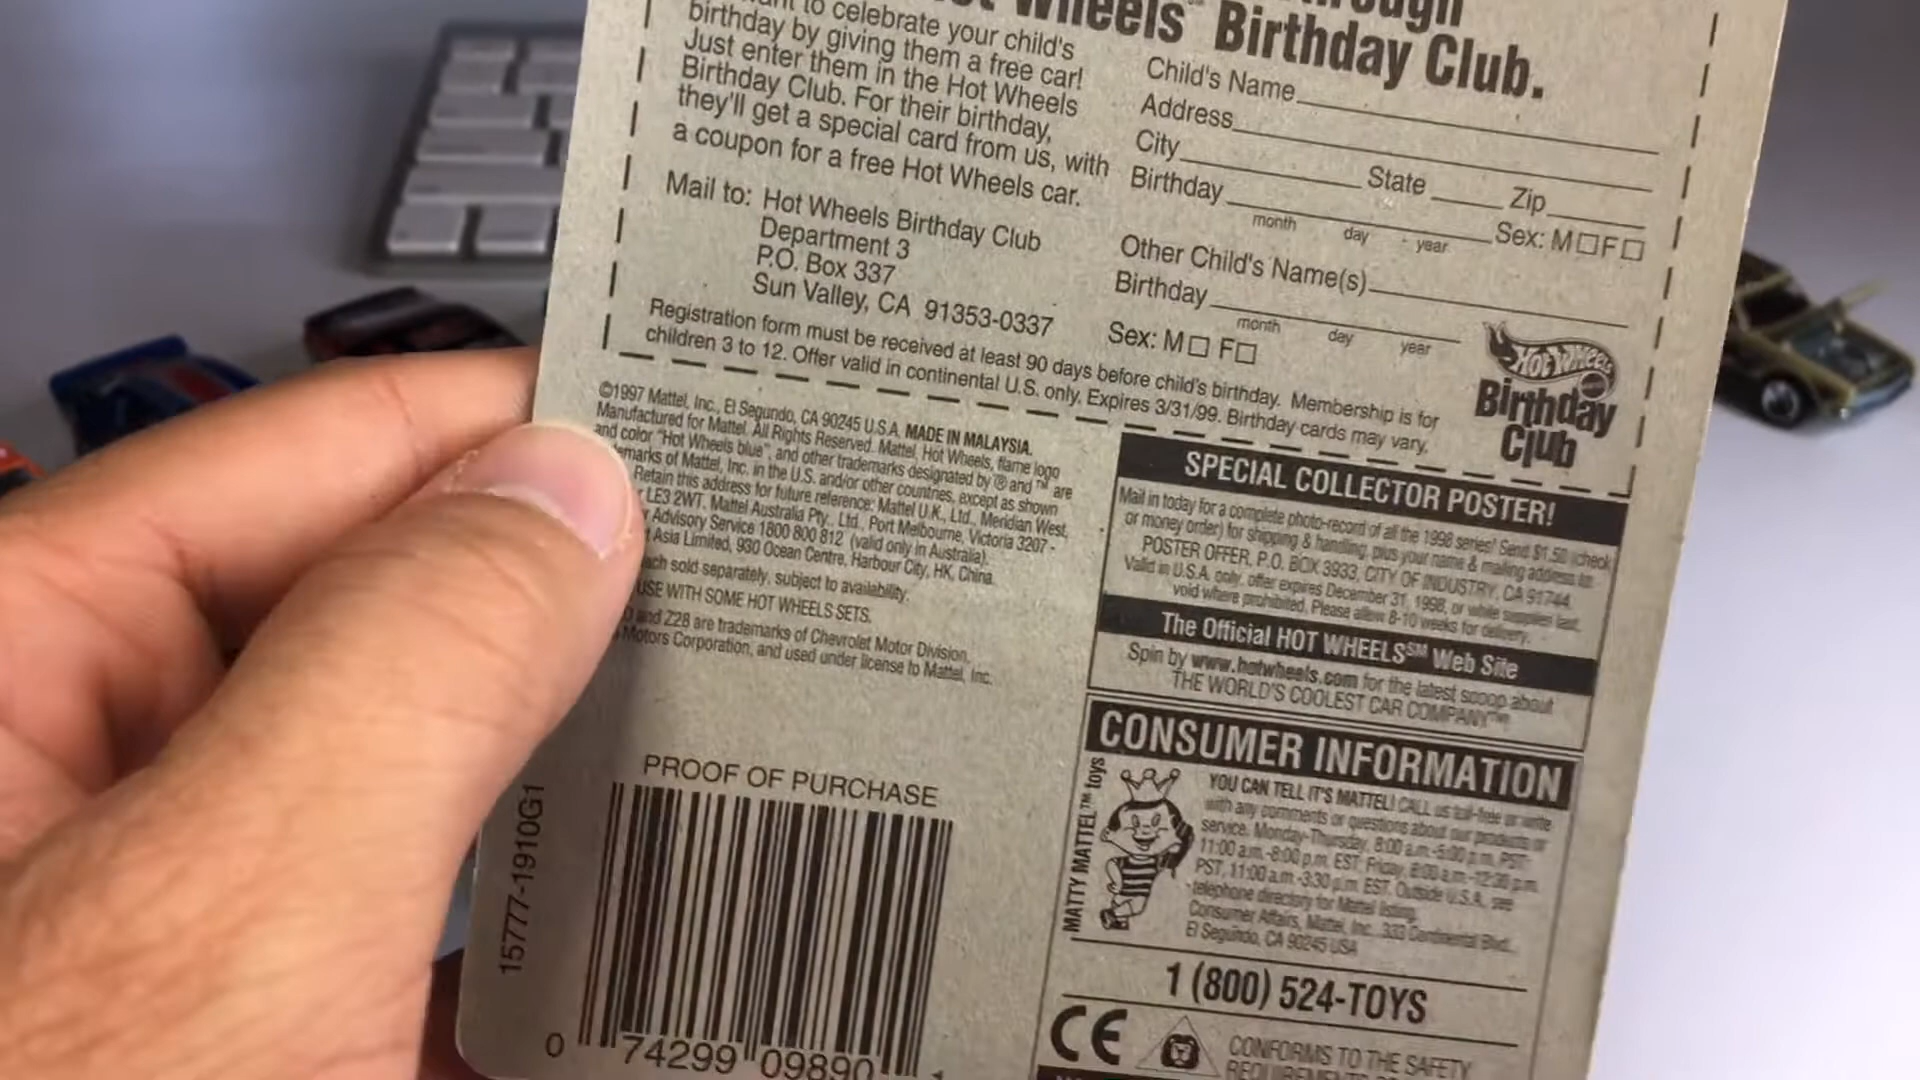 rough
Wheels™ Birthday Club.
to celebrate your child's
birthday by giving them a free car!
Just enter them in the Hot Wheels
Birthday Club. For their birthday,
they'll get a special card from us, with
a coupon for a free Hot Wheels car.
Mail to: Hot Wheels Birthday Club
Department 3
P.O. Box 337
Sun Valley, CA 91353-0337
Child's Name
Address
City State Zip
Birthday
month day year Sex: M☐F☐
Other Child's Name(s)
Birthday
month day year
Sex: M☐ F☐
Registration form must be received at least 90 days before child's birthday. Membership is for
children 3 to 12. Offer valid in continental U.S. only. Expires 3/31/99. Birthday cards may vary.
Hot Wheels
Birthday
Club
©1997 Mattel, Inc., El Segundo, CA 90245 U.S.A. MADE IN MALAYSIA.
Manufactured for Mattel. All Rights Reserved. Mattel, Hot Wheels, flame logo
and color "Hot Wheels blue", and other trademarks designated by ® and ™ are
emarks of Mattel, Inc. in the U.S. and/or other countries, except as shown
Retain this address for future reference: Mattel U.K., Ltd., Meridian West,
LE3 2WT. Mattel Australia Pty., Ltd., Port Melbourne, Victoria 3207 -
Advisory Service 1800 800 812 (valid only in Australia).
t Asia Limited, 930 Ocean Centre, Harbour City, HK, China.
ach sold separately, subject to availability.
USE WITH SOME HOT WHEELS SETS.
and Z28 are trademarks of Chevrolet Motor Division,
Motors Corporation, and used under license to Mattel, Inc.
SPECIAL COLLECTOR POSTER!
Mail in today for a complete photo-record of all the 1998 series! Send $1.50 (check
or money order) for shipping & handling, plus your name & mailing address to:
POSTER OFFER, P.O. BOX 3933, CITY OF INDUSTRY, CA 91744.
Valid in U.S.A. only, offer expires December 31, 1998, or while supplies last,
void where prohibited. Please allow 8-10 weeks for delivery.
The Official HOT WHEELS℠ Web Site
Spin by www.hotwheels.com for the latest scoop about
THE WORLD'S COOLEST CAR COMPANY™
CONSUMER INFORMATION
MATTY MATTEL™ toys
YOU CAN TELL IT'S MATTEL! CALL us toll-free or write
with any comments or questions about our products or
service. Monday-Thursday, 8:00 a.m.-5:00 p.m. PST;
11:00 a.m.-8:00 p.m. EST. Friday, 8:00 a.m.-12:30 p.m.
PST, 11:00 a.m.-3:30 p.m. EST. Outside U.S.A., see
telephone directory for Mattel listing.
Consumer Affairs, Mattel, Inc., 333 Continental Blvd.,
El Segundo, CA 90245 USA
1 (800) 524-TOYS
CE
CONFORMS TO THE SAFETY
PROOF OF PURCHASE
15777-1910G1
0 74299 09890